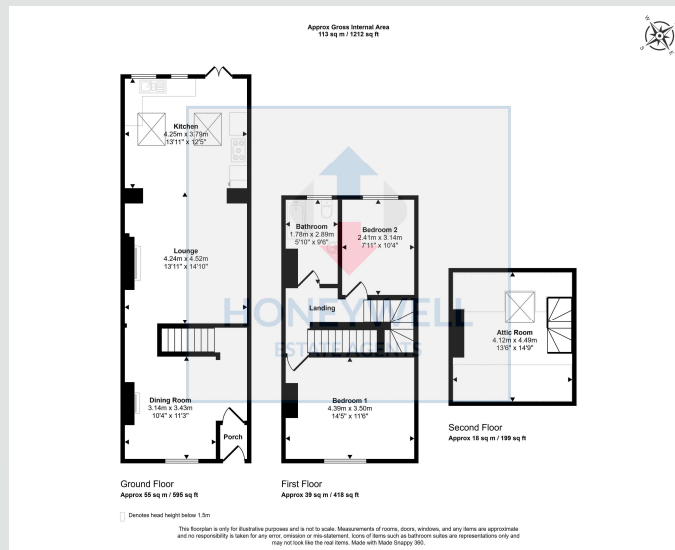 Approx Gross Internal Area
113 sq m / 1212 sq ft
Kitchen
4.25m x 3.79m
13'11" x 12'5"
Lounge
4.24m x 4.52m
13'11" x 14'10"
Dining Room
3.14m x 3.43m
10'4" x 11'3"
Porch
Ground Floor
Approx 55 sq m / 595 sq ft
Bathroom
1.78m x 2.89m
5'10" x 9'6"
Bedroom 2
2.41m x 3.14m
7'11" x 10'4"
Landing
Bedroom 1
4.39m x 3.50m
14'5" x 11'6"
First Floor
Approx 39 sq m / 418 sq ft
Attic Room
4.12m x 4.49m
13'6" x 14'9"
Second Floor
Approx 18 sq m / 199 sq ft
HONEYWELL
ESTATE AGENTS
Denotes head height below 1.5m
This floorplan is only for illustrative purposes and is not to scale. Measurements of rooms, doors, windows, and any items are approximate
and no responsibility is taken for any error, omission or mis-statement. Icons of items such as bathroom suites are representations only and
may not look like the real items. Made with Made Snappy 360.